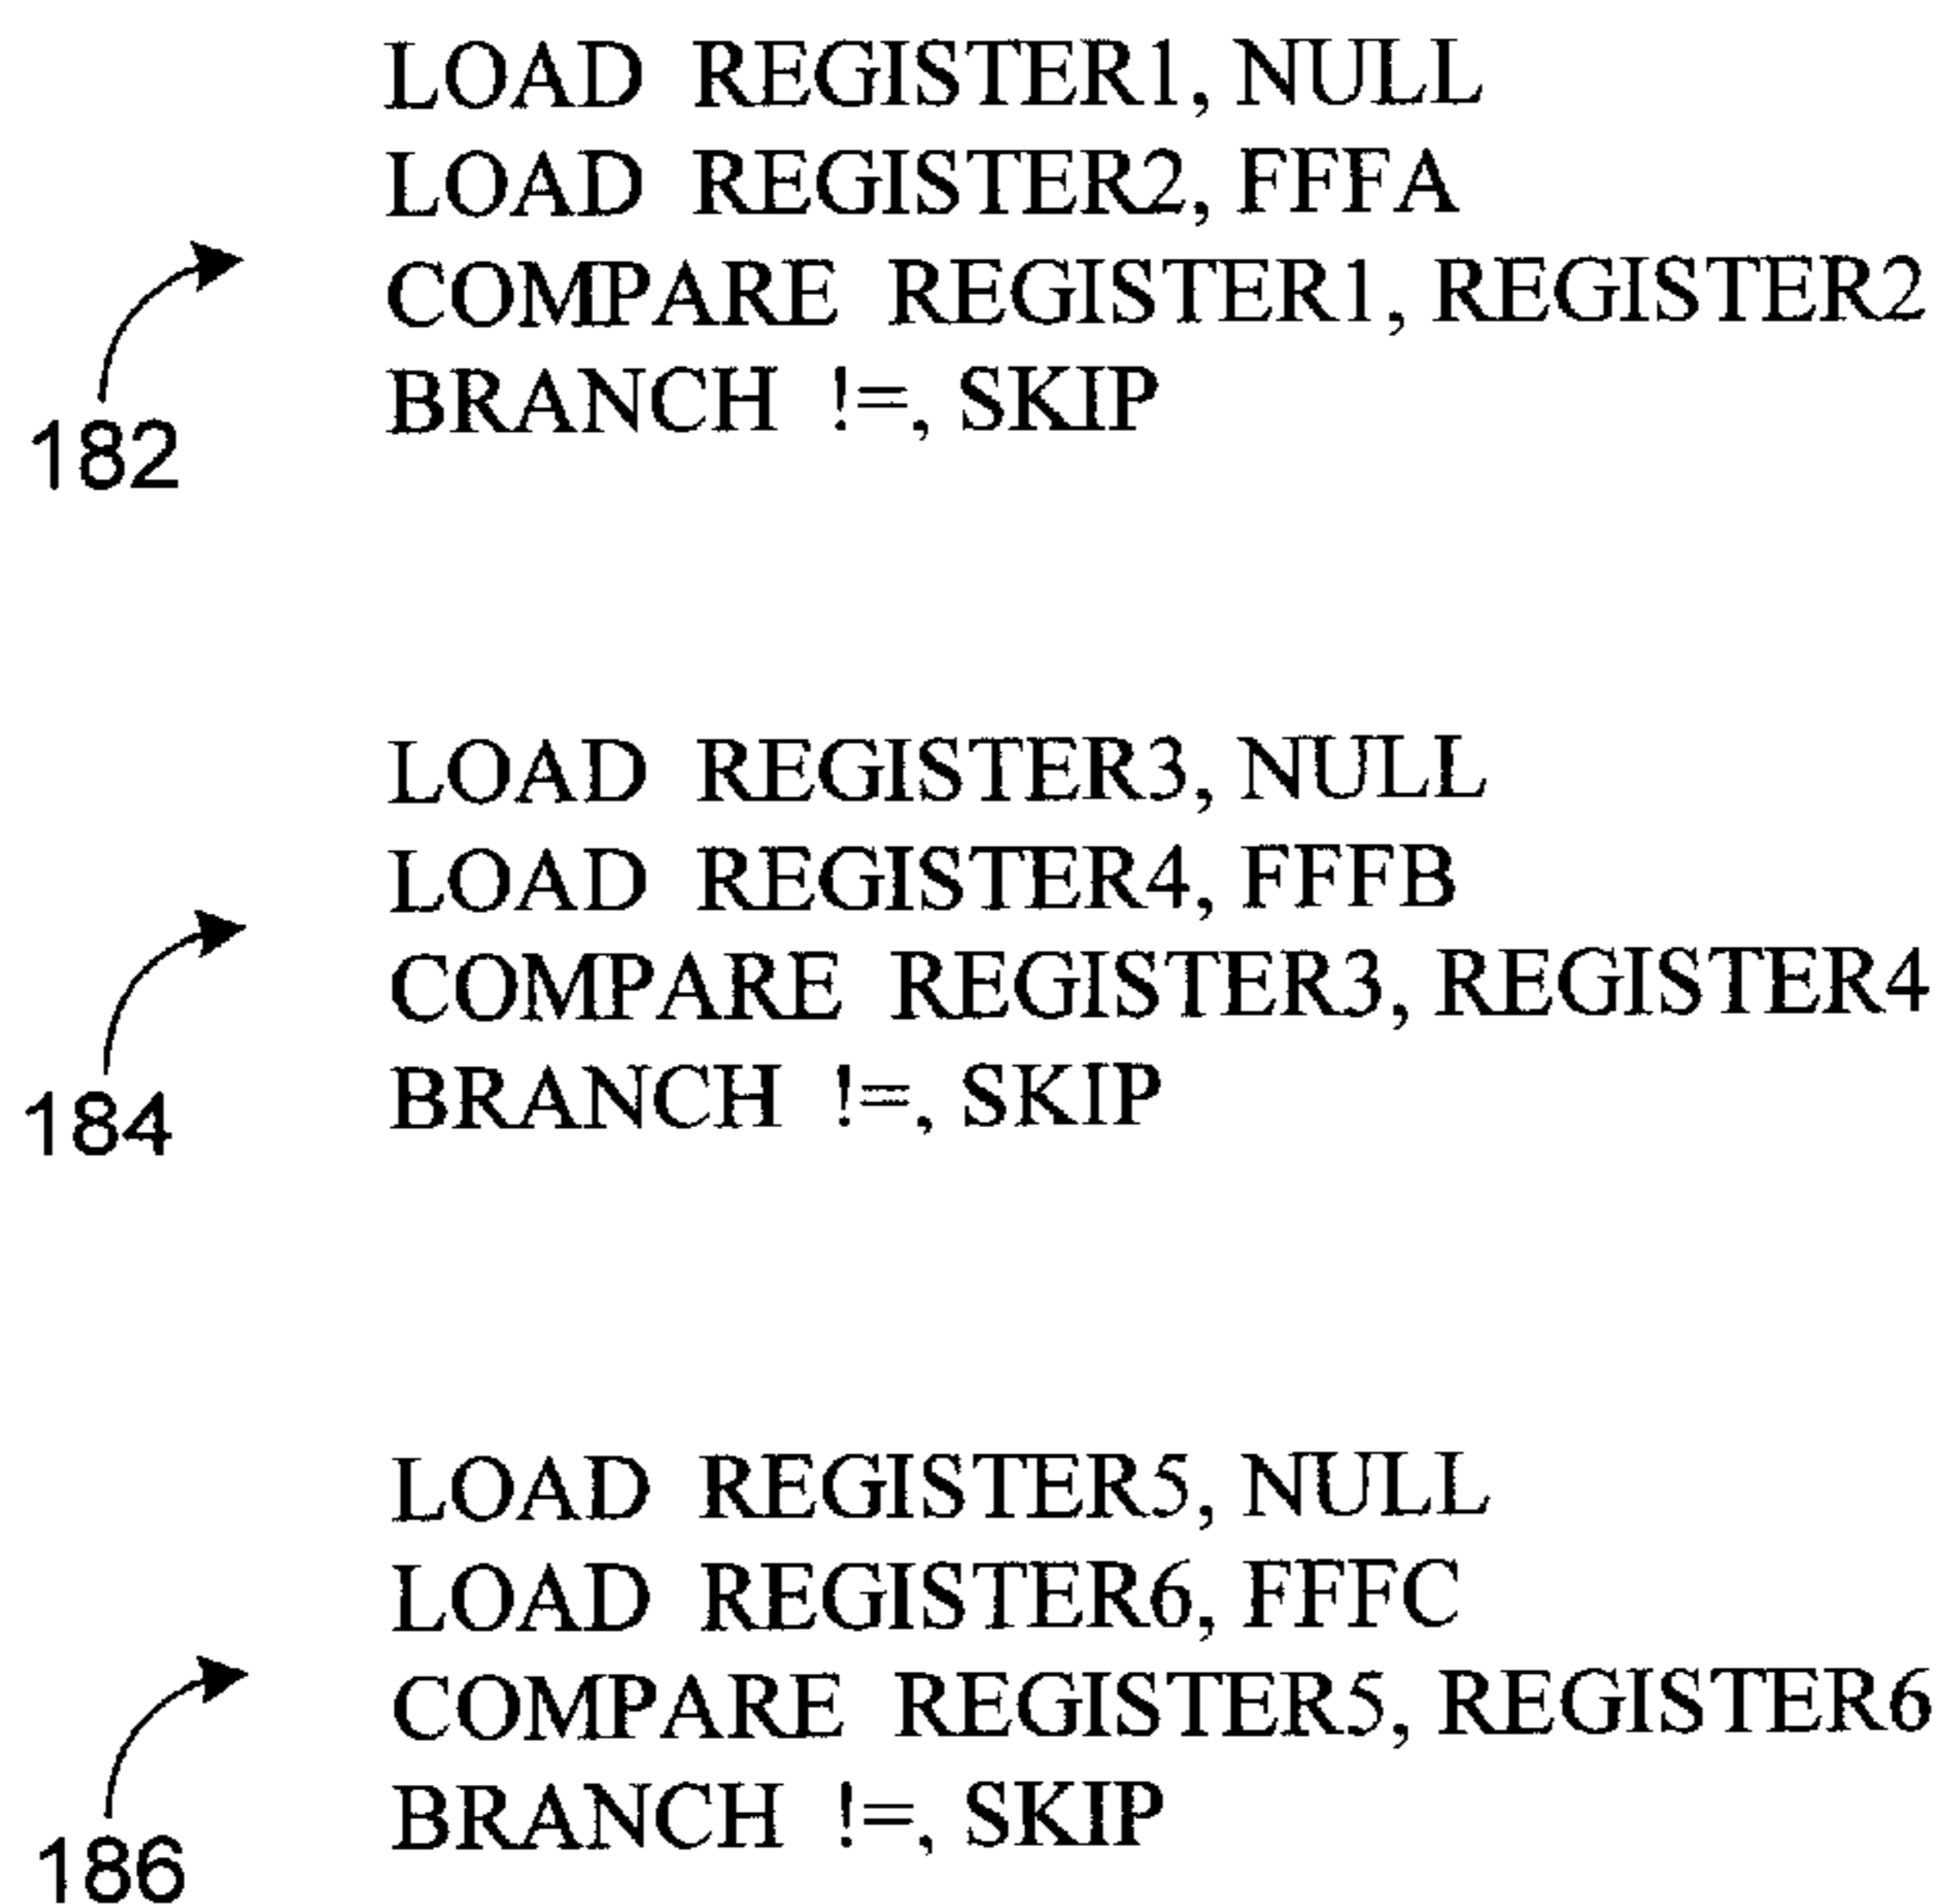 LOAD REGISTER1, NULL
LOAD REGISTER2, FFFA
COMPARE REGISTER1, REGISTER2
BRANCH !=, SKIP
182
LOAD REGISTER3, NULL
LOAD REGISTER4, FFFB
COMPARE REGISTER3, REGISTER4
BRANCH !=, SKIP
184
LOAD REGISTER5, NULL
LOAD REGISTER6, FFFC
COMPARE REGISTER5, REGISTER6
BRANCH !=, SKIP
186